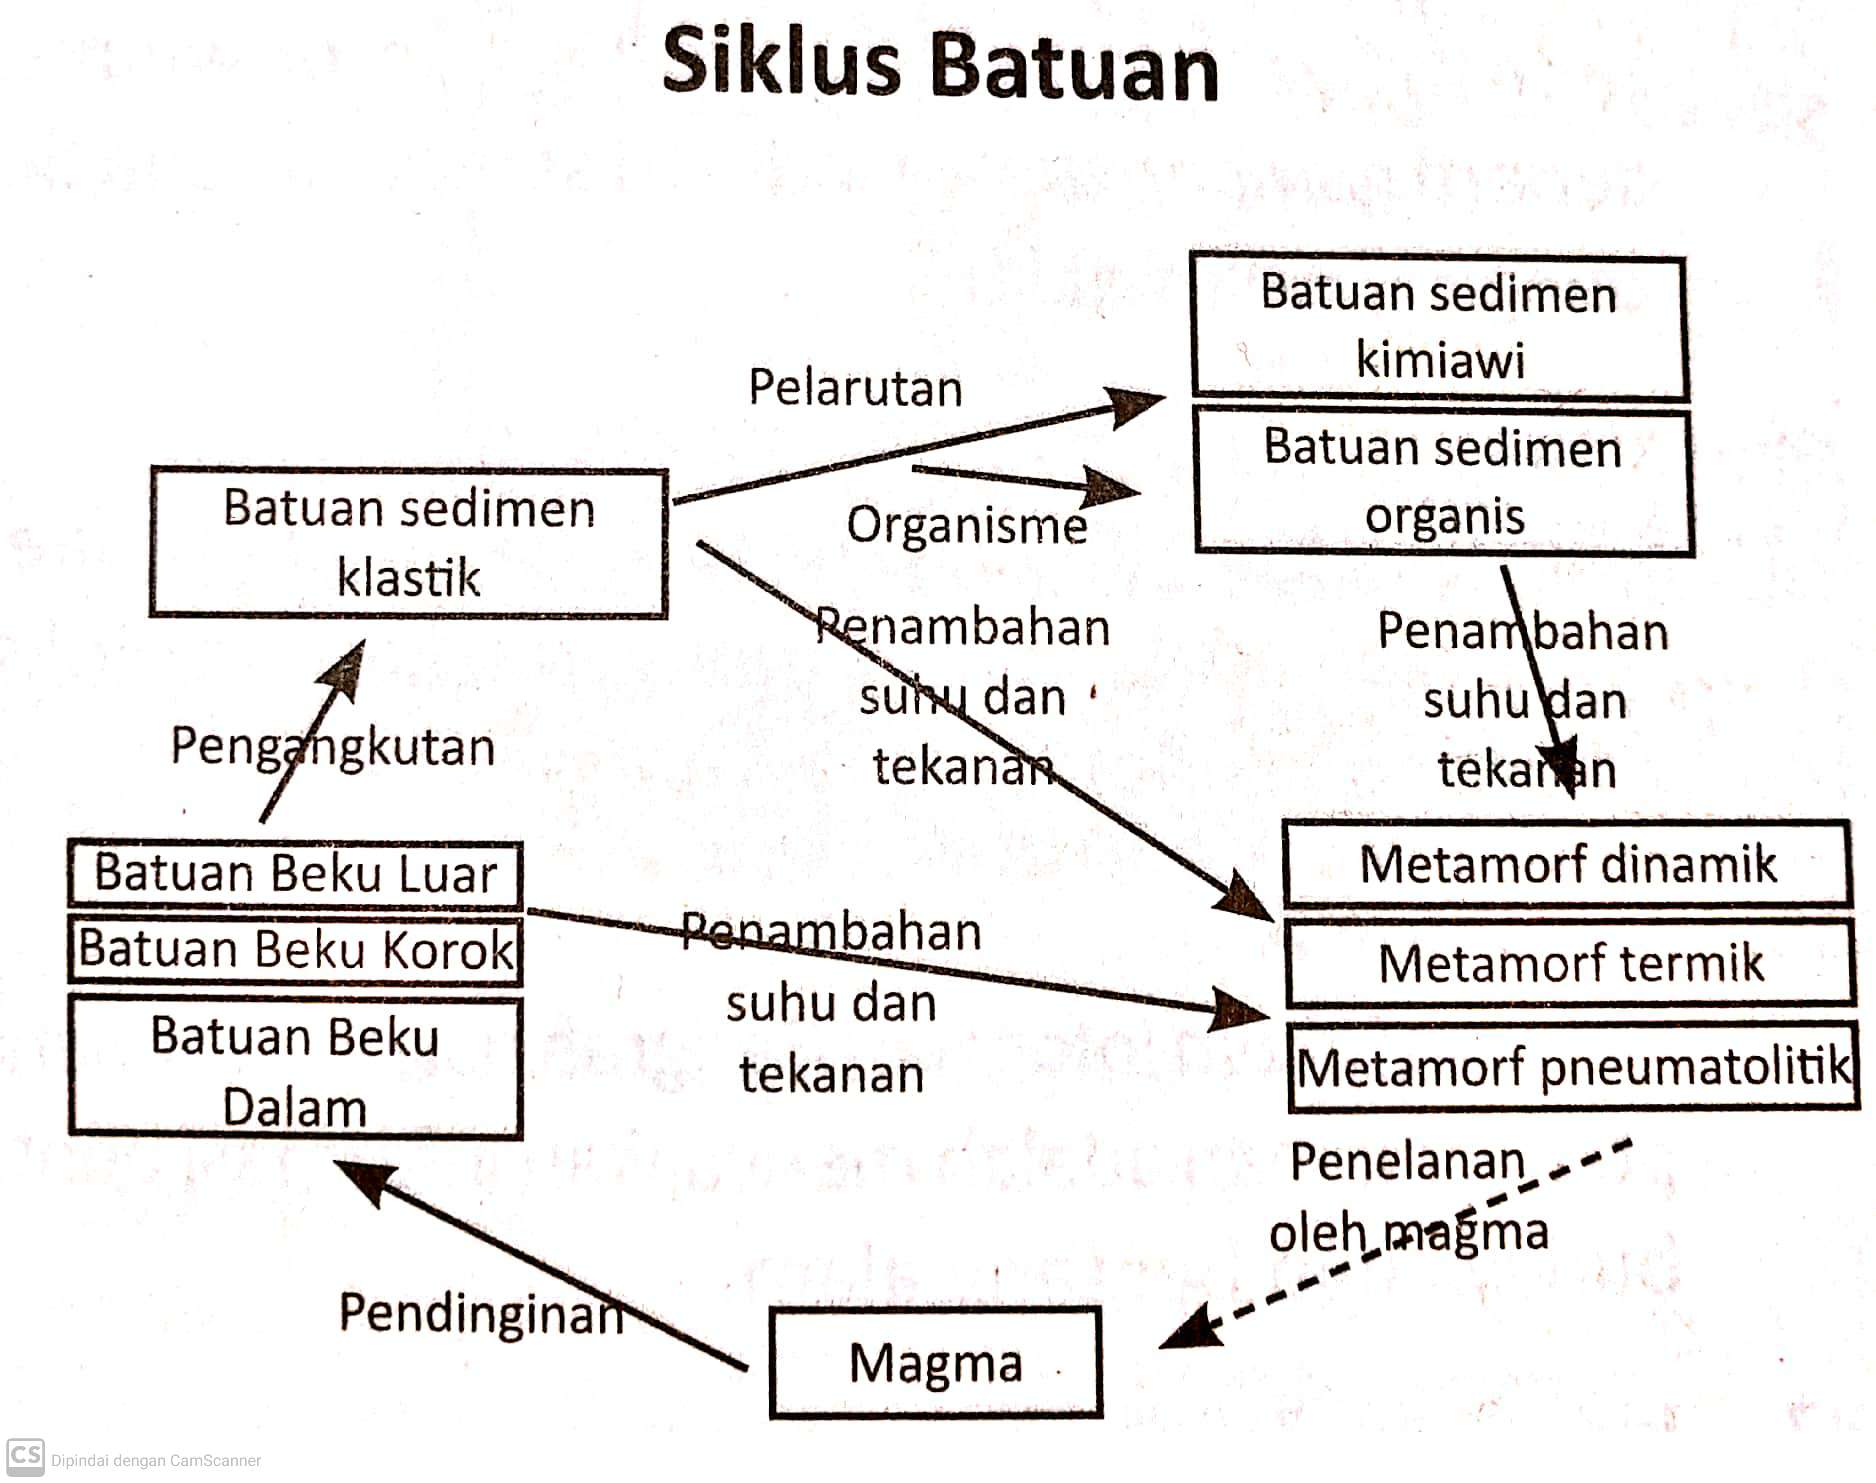 Siklus Batuan
Batuan sedimen
kimiawi
Pelarutan
Batuan sedimen
organis
Batuan sedimen
klastik
Organisme
Penambahan
suhu dan
tekanan
Penambahan
suhu dan
tekanan
Pengangkutan
Batuan Beku Luar
Batuan Beku Korok
Batuan Beku
Dalam
Penambahan
suhu dan
tekanan
Metamorf dinamik
Metamorf termik
Metamorf pneumatolitik
Penelanan
oleh magma
Pendinginan
Magma
CS Dipindai dengan CamScanner